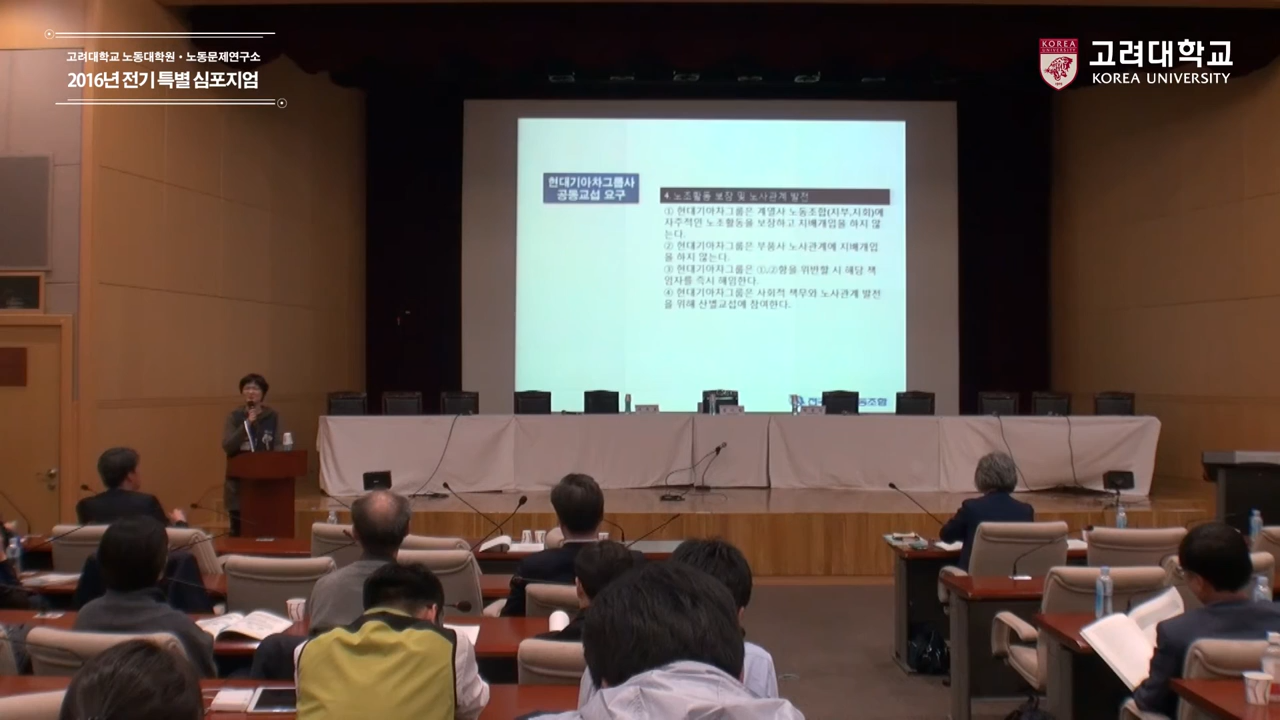 고려대학교 노동대학원 • 노동문제연구소
2016년 전기 특별 심포지엄
KOREA
고려대학교
KOREA UNIVERSITY
현대기아차그룹사
공동교섭 요구
4. 노조활동 보장 및 노사관계 발전
① 현대기아차그룹은 계열사 노동조합(지부,지회)에
자주적인 노조활동을 보장하고 지배개입을 하지 않
는다.
② 현대기아차그룹은 부품사 노사관계에 지배개입
을 하지 않는다.
③ 현대기아차그룹은 ①,②항을 위반할 시 해당 책
임자를 즉시 해임한다.
④ 현대기아차그룹은 사회적 책무와 노사관계 발전
을 위해 산별교섭에 참여한다.